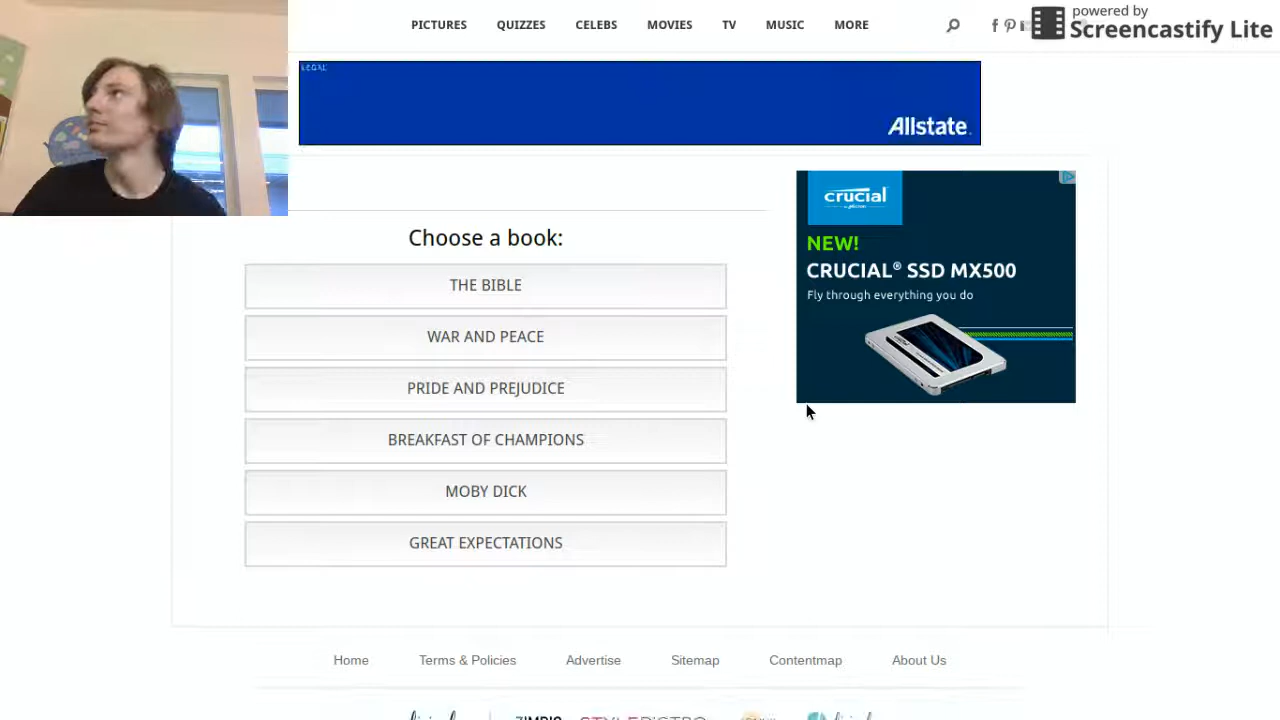 PICTURES QUIZZES CELEBS MOVIES TV MUSIC MORE
powered by
Screencastify Lite
LEGAL
Allstate.
crucial
NEW!
CRUCIAL® SSD MX500
Fly through everything you do
Choose a book:
THE BIBLE
WAR AND PEACE
PRIDE AND PREJUDICE
BREAKFAST OF CHAMPIONS
MOBY DICK
GREAT EXPECTATIONS
Home Terms & Policies Advertise Sitemap Contentmap About Us
ZIMBIO STYLEBISTRO